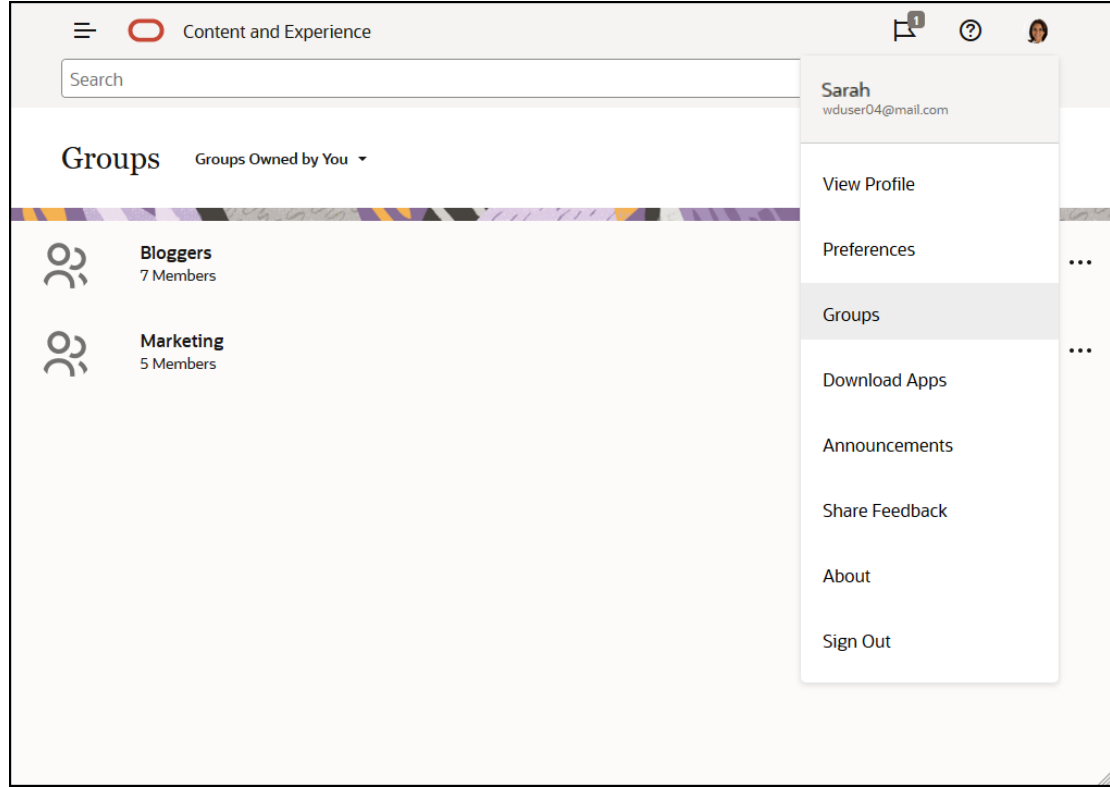 Content and Experience
1
Search
Sarah
wduser04@mail.com
Groups
Groups Owned by You
View Profile
Preferences
Groups
Download Apps
Announcements
Share Feedback
About
Sign Out
Bloggers
7 Members
Marketing
5 Members